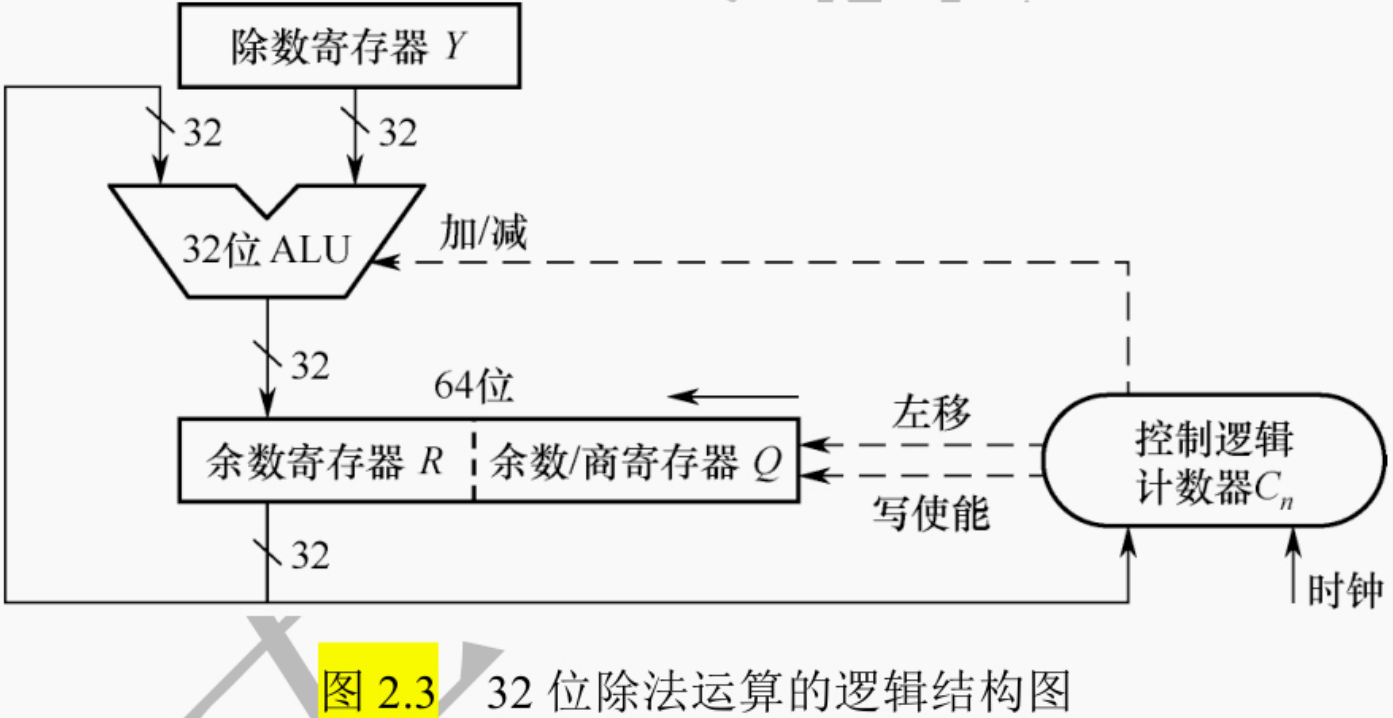 除数寄存器 Y
32
32
32位 ALU
加/减
32
64位
左移
余数寄存器 R
余数/商寄存器 Q
控制逻辑
计数器Cn
写使能
32
时钟
图 2.3 32 位除法运算的逻辑结构图